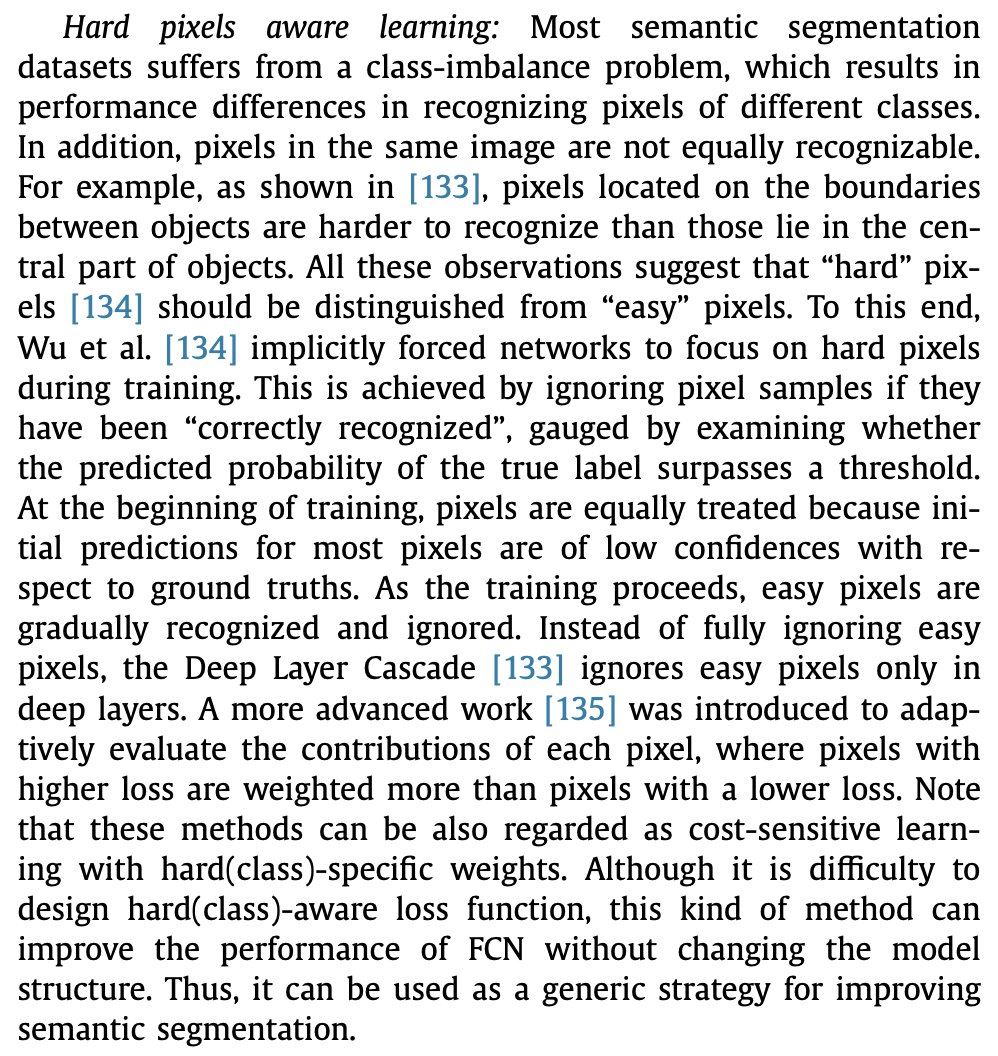 Hard pixels aware learning: Most semantic segmentation
datasets suffers from a class-imbalance problem, which results in
performance differences in recognizing pixels of different classes.
In addition, pixels in the same image are not equally recognizable.
For example, as shown in [133], pixels located on the boundaries
between objects are harder to recognize than those lie in the cen-
tral part of objects. All these observations suggest that “hard” pix-
els [134] should be distinguished from “easy” pixels. To this end,
Wu et al. [134] implicitly forced networks to focus on hard pixels
during training. This is achieved by ignoring pixel samples if they
have been “correctly recognized”, gauged by examining whether
the predicted probability of the true label surpasses a threshold.
At the beginning of training, pixels are equally treated because ini-
tial predictions for most pixels are of low confidences with re-
spect to ground truths. As the training proceeds, easy pixels are
gradually recognized and ignored. Instead of fully ignoring easy
pixels, the Deep Layer Cascade [133] ignores easy pixels only in
deep layers. A more advanced work [135] was introduced to adap-
tively evaluate the contributions of each pixel, where pixels with
higher loss are weighted more than pixels with a lower loss. Note
that these methods can be also regarded as cost-sensitive learn-
ing with hard(class)-specific weights. Although it is difficulty to
design hard(class)-aware loss function, this kind of method can
improve the performance of FCN without changing the model
structure. Thus, it can be used as a generic strategy for improving
semantic segmentation.